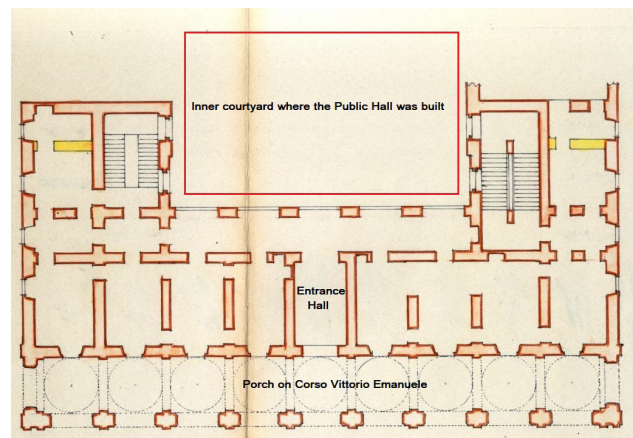 Inner courtyard where the Public Hall was built
Entrance
Hall
Porch on Corso Vittorio Emanuele